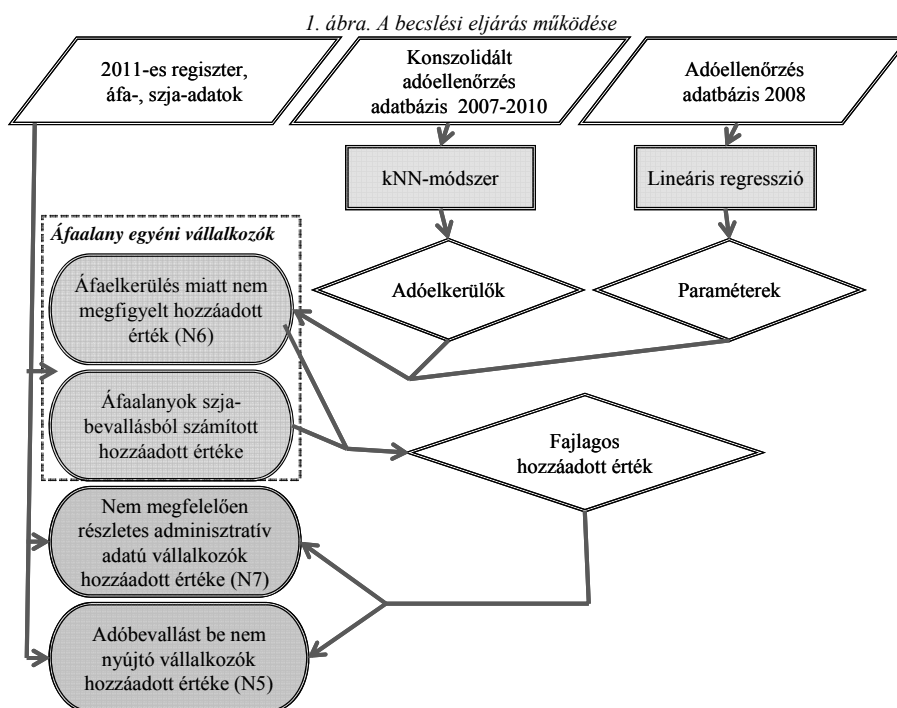 1. ábra. A becslési eljárás működése
2011-es regiszter,
áfa-, szja-adatok
Konszolidált
adóellenőrzés
adatbázis 2007-2010
Adóellenőrzés
adatbázis 2008
kNN-módszer
Lineáris regresszió
Áfaalany egyéni vállalkozók
Áfaelkerülés miatt nem
megfigyelt hozzáadott
érték (N6)
Adóelkerülők
Paraméterek
Áfaalanyok szja-
bevallásból számított
hozzáadott értéke
Fajlagos
hozzáadott érték
Nem megfelelően
részletes adminisztratív
adatú vállalkozók
hozzáadott értéke (N7)
Adóbevallást be nem
nyújtó vállalkozók
hozzáadott értéke (N5)